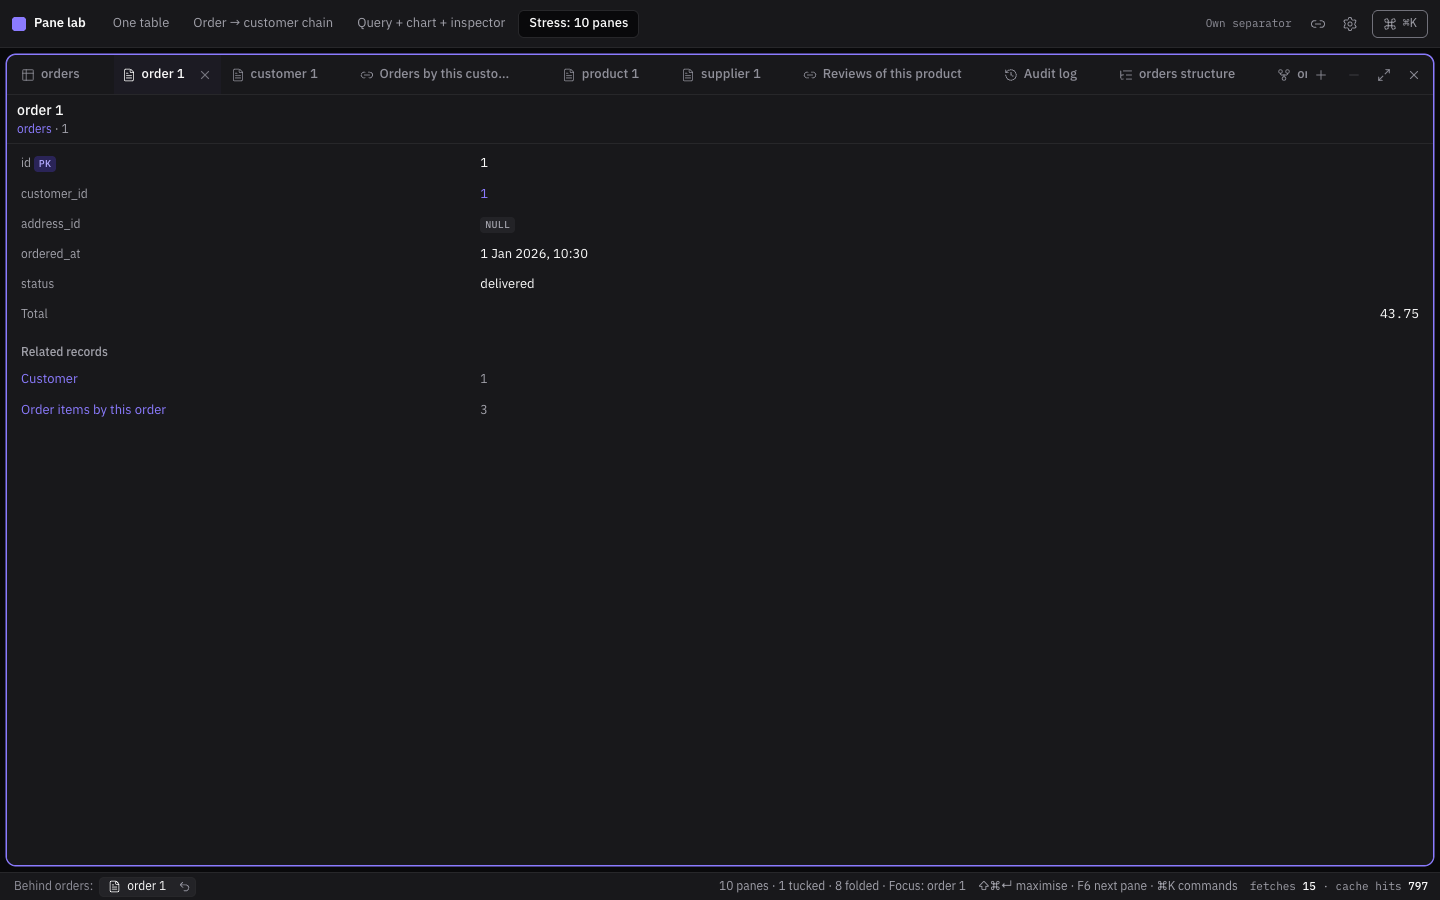 Pane lab One table Order → customer chain Query + chart + inspector Stress: 10 panes Own separator ⌘ ⌘K
orders order 1 customer 1 Orders by this custo... product 1 supplier 1 Reviews of this product Audit log orders structure or
order 1
orders · 1
id PK 1
customer_id 1
address_id NULL
ordered_at 1 Jan 2026, 10:30
status delivered
Total 43.75
Related records
Customer 1
Order items by this order 3
Behind orders: order 1 10 panes · 1 tucked · 8 folded · Focus: order 1 ⇧⌘↵ maximise · F6 next pane · ⌘K commands fetches 15 · cache hits 797